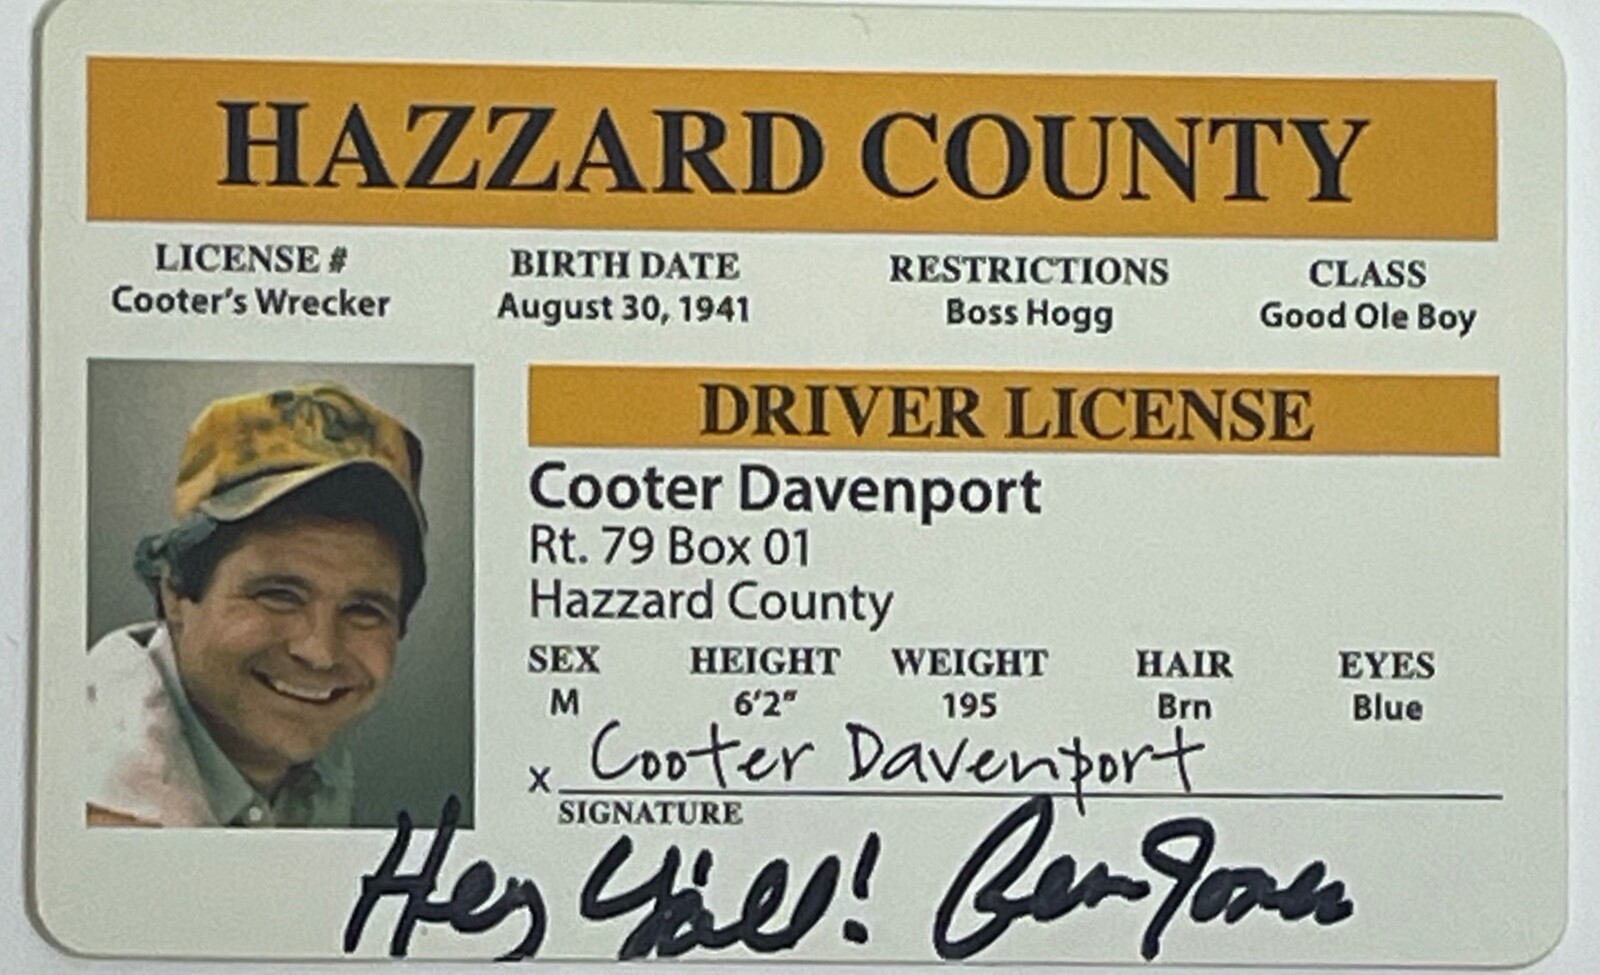 HAZZARD COUNTY
LICENSE # BIRTH DATE RESTRICTIONS CLASS
Cooter's Wrecker August 30, 1941 Boss Hogg Good Ole Boy
DRIVER LICENSE
Cooter Davenport
Rt. 79 Box 01
Hazzard County
SEX HEIGHT WEIGHT HAIR EYES
M 6'2" 195 Brn Blue
x Cooter Davenport
SIGNATURE
Hey Y'all! Ben Jones